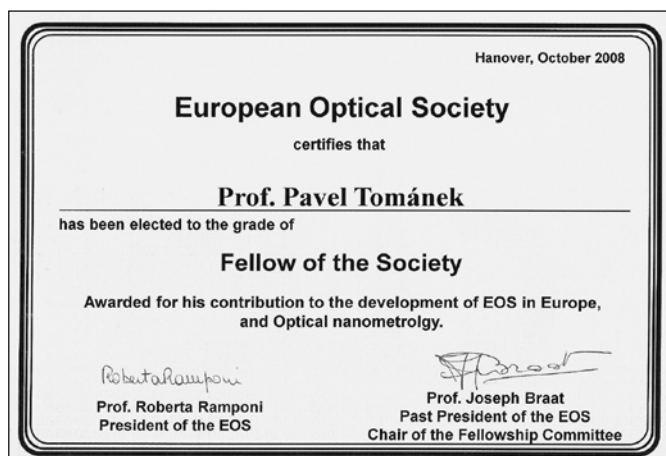 Hanover, October 2008
European Optical Society
certifies that
Prof. Pavel Tománek
has been elected to the grade of
Fellow of the Society
Awarded for his contribution to the development of EOS in Europe,
and Optical nanometrolgy.
Roberta Ramponi
Prof. Roberta Ramponi
President of the EOS
Braat
Prof. Joseph Braat
Past President of the EOS
Chair of the Fellowship Committee